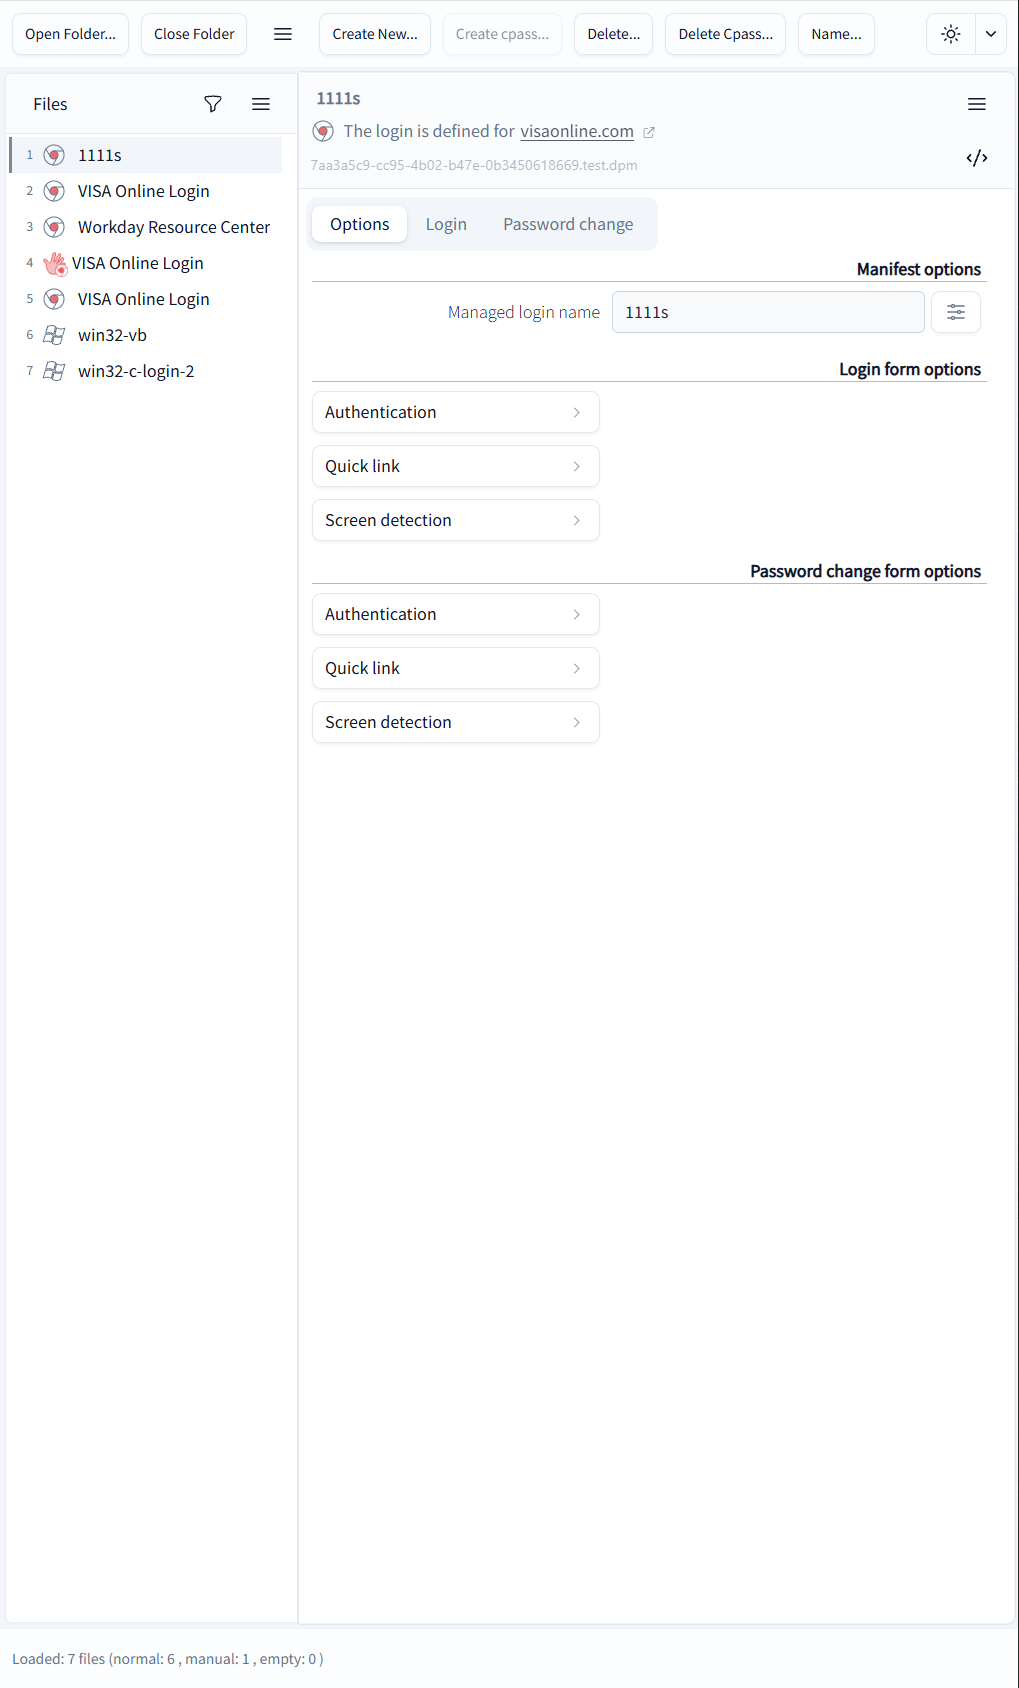 Open Folder... Close Folder Create New... Create cpass... Delete... Delete Cpass... Name...
Files
1 1111s
2 VISA Online Login
3 Workday Resource Center
4 VISA Online Login
5 VISA Online Login
6 win32-vb
7 win32-c-login-2
1111s
The login is defined for visaonline.com
7aa3a5c9-cc95-4b02-b47e-0b3450618669.test.dpm
Options Login Password change
Manifest options
Managed login name 1111s
Login form options
Authentication
Quick link
Screen detection
Password change form options
Authentication
Quick link
Screen detection
Loaded: 7 files (normal: 6 , manual: 1 , empty: 0 )